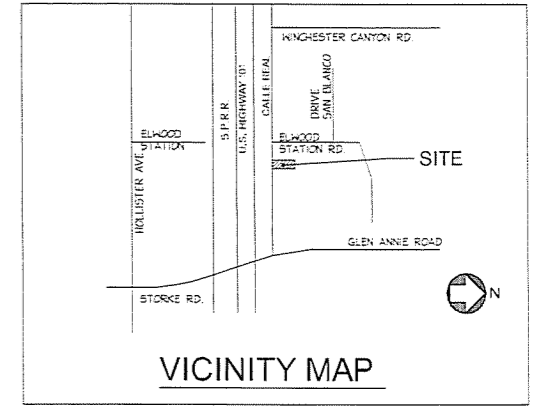 WINCHESTER CANYON RD.
S.P.R.R.
U.S. HIGHWAY '101
CALLE REAL
DRIVE
SAN BLANCO
ELWOOD
STATION
ELWOOD
STATION RD.
SITE
HOLLISTER AVE
GLEN ANNIE ROAD
STORKE RD.
N
VICINITY MAP